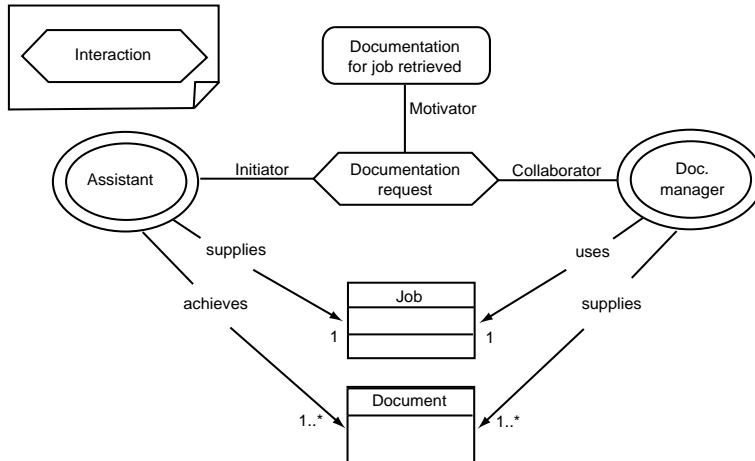 Interaction
Documentation
for job retrieved
Motivator
Assistant
Initiator
Documentation
request
Collaborator
Doc.
manager
supplies
uses
achieves
Job
supplies
1
1
Document
1..*
1..*